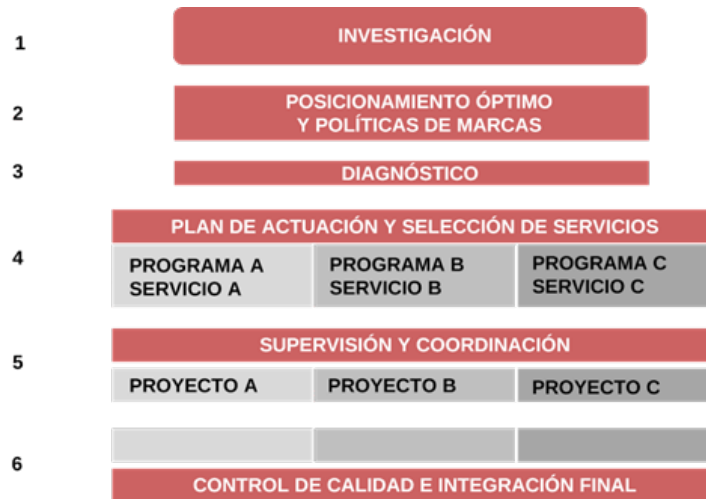 1
INVESTIGACIÓN
2
POSICIONAMIENTO ÓPTIMO
Y POLÍTICAS DE MARCAS
3
DIAGNÓSTICO
4
PLAN DE ACTUACIÓN Y SELECCIÓN DE SERVICIOS
PROGRAMA A
SERVICIO A
PROGRAMA B
SERVICIO B
PROGRAMA C
SERVICIO C
5
SUPERVISIÓN Y COORDINACIÓN
PROYECTO A
PROYECTO B
PROYECTO C
6
CONTROL DE CALIDAD E INTEGRACIÓN FINAL